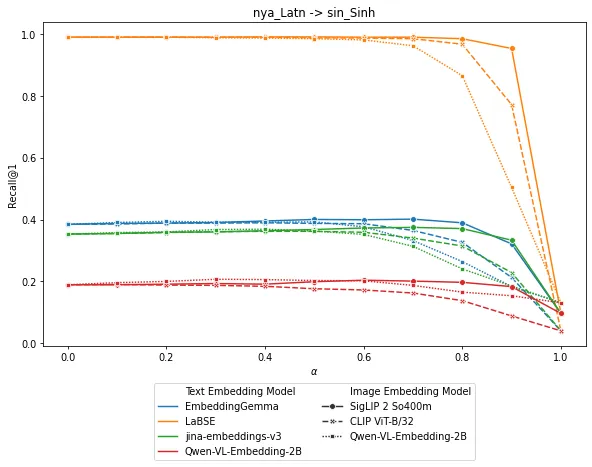 nya_Latn -> sin_Sinh
Recall@1
1.0
0.8
0.6
0.4
0.2
0.0
0.0 0.2 0.4 0.6 0.8 1.0
α
Text Embedding Model
EmbeddingGemma
LaBSE
jina-embeddings-v3
Qwen-VL-Embedding-2B
Image Embedding Model
SigLIP 2 So400m
CLIP ViT-B/32
Qwen-VL-Embedding-2B